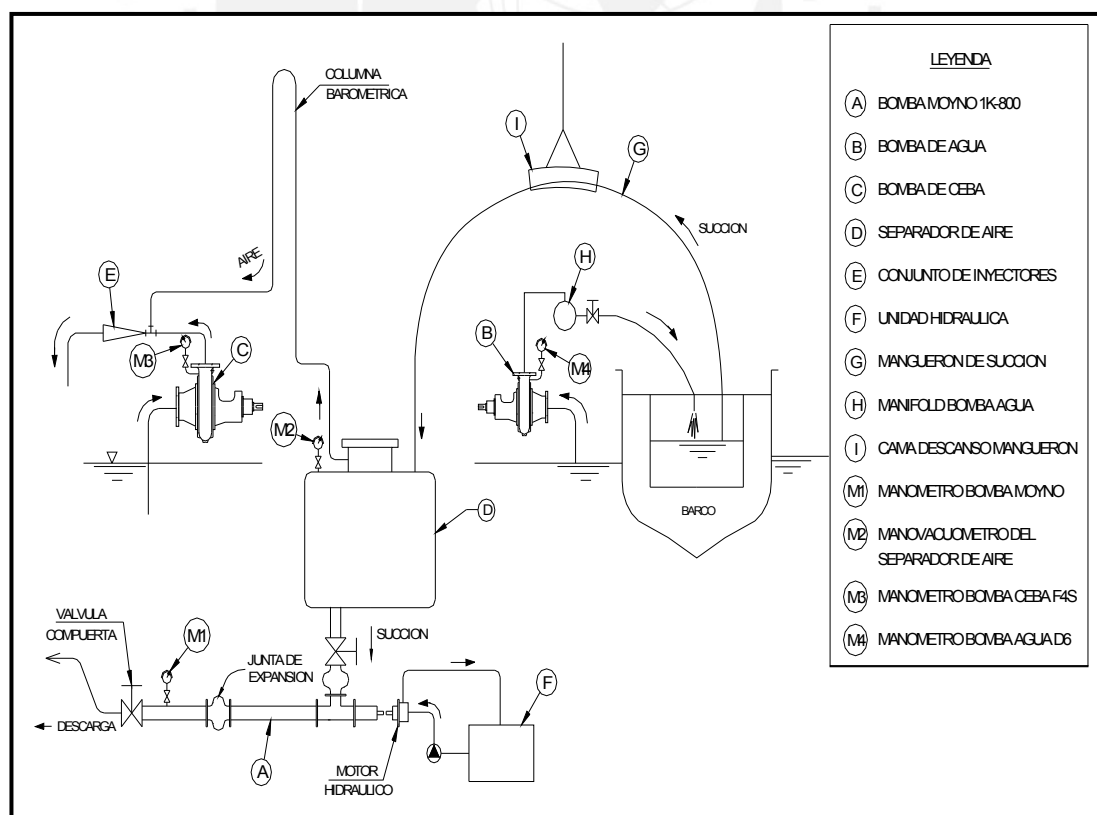 COLUMNA
BAROMETRICA
I
G
SUCCION
AIRE
E
H
M3
C
B
M4
M2
BARCO
D
VALVULA
COMPUERTA
M1
SUCCION
JUNTA DE
EXPANSION
F
DESCARGA
A
MOTOR
HIDRAULICO
LEYENDA
A BOMBA MOYNO 1K-800
B BOMBA DE AGUA
C BOMBA DE CEBA
D SEPARADOR DE AIRE
E CONJUNTO DE INYECTORES
F UNIDAD HIDRAULICA
G MANGUERON DE SUCCION
H MANIFOLD BOMBA AGUA
I CAMA DESCANSO MANGUERON
M1 MANOMETRO BOMBA MOYNO
M2 MANOVACUOMETRO DEL
SEPARADOR DE AIRE
M3 MANOMETRO BOMBA CEBA F4S
M4 MANOMETRO BOMBA AGUA D6